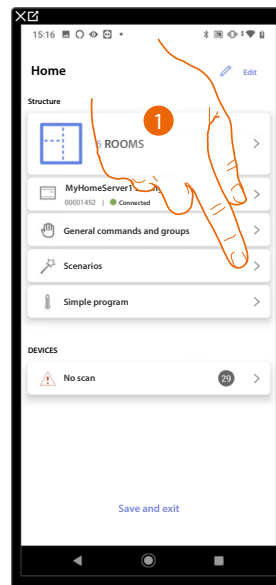 15:16
Home
Edit
Structure
1
ROOMS
MyHomeServer1
00001452 | Connected
General commands and groups
Scenarios
Simple program
DEVICES
No scan
29
Save and exit